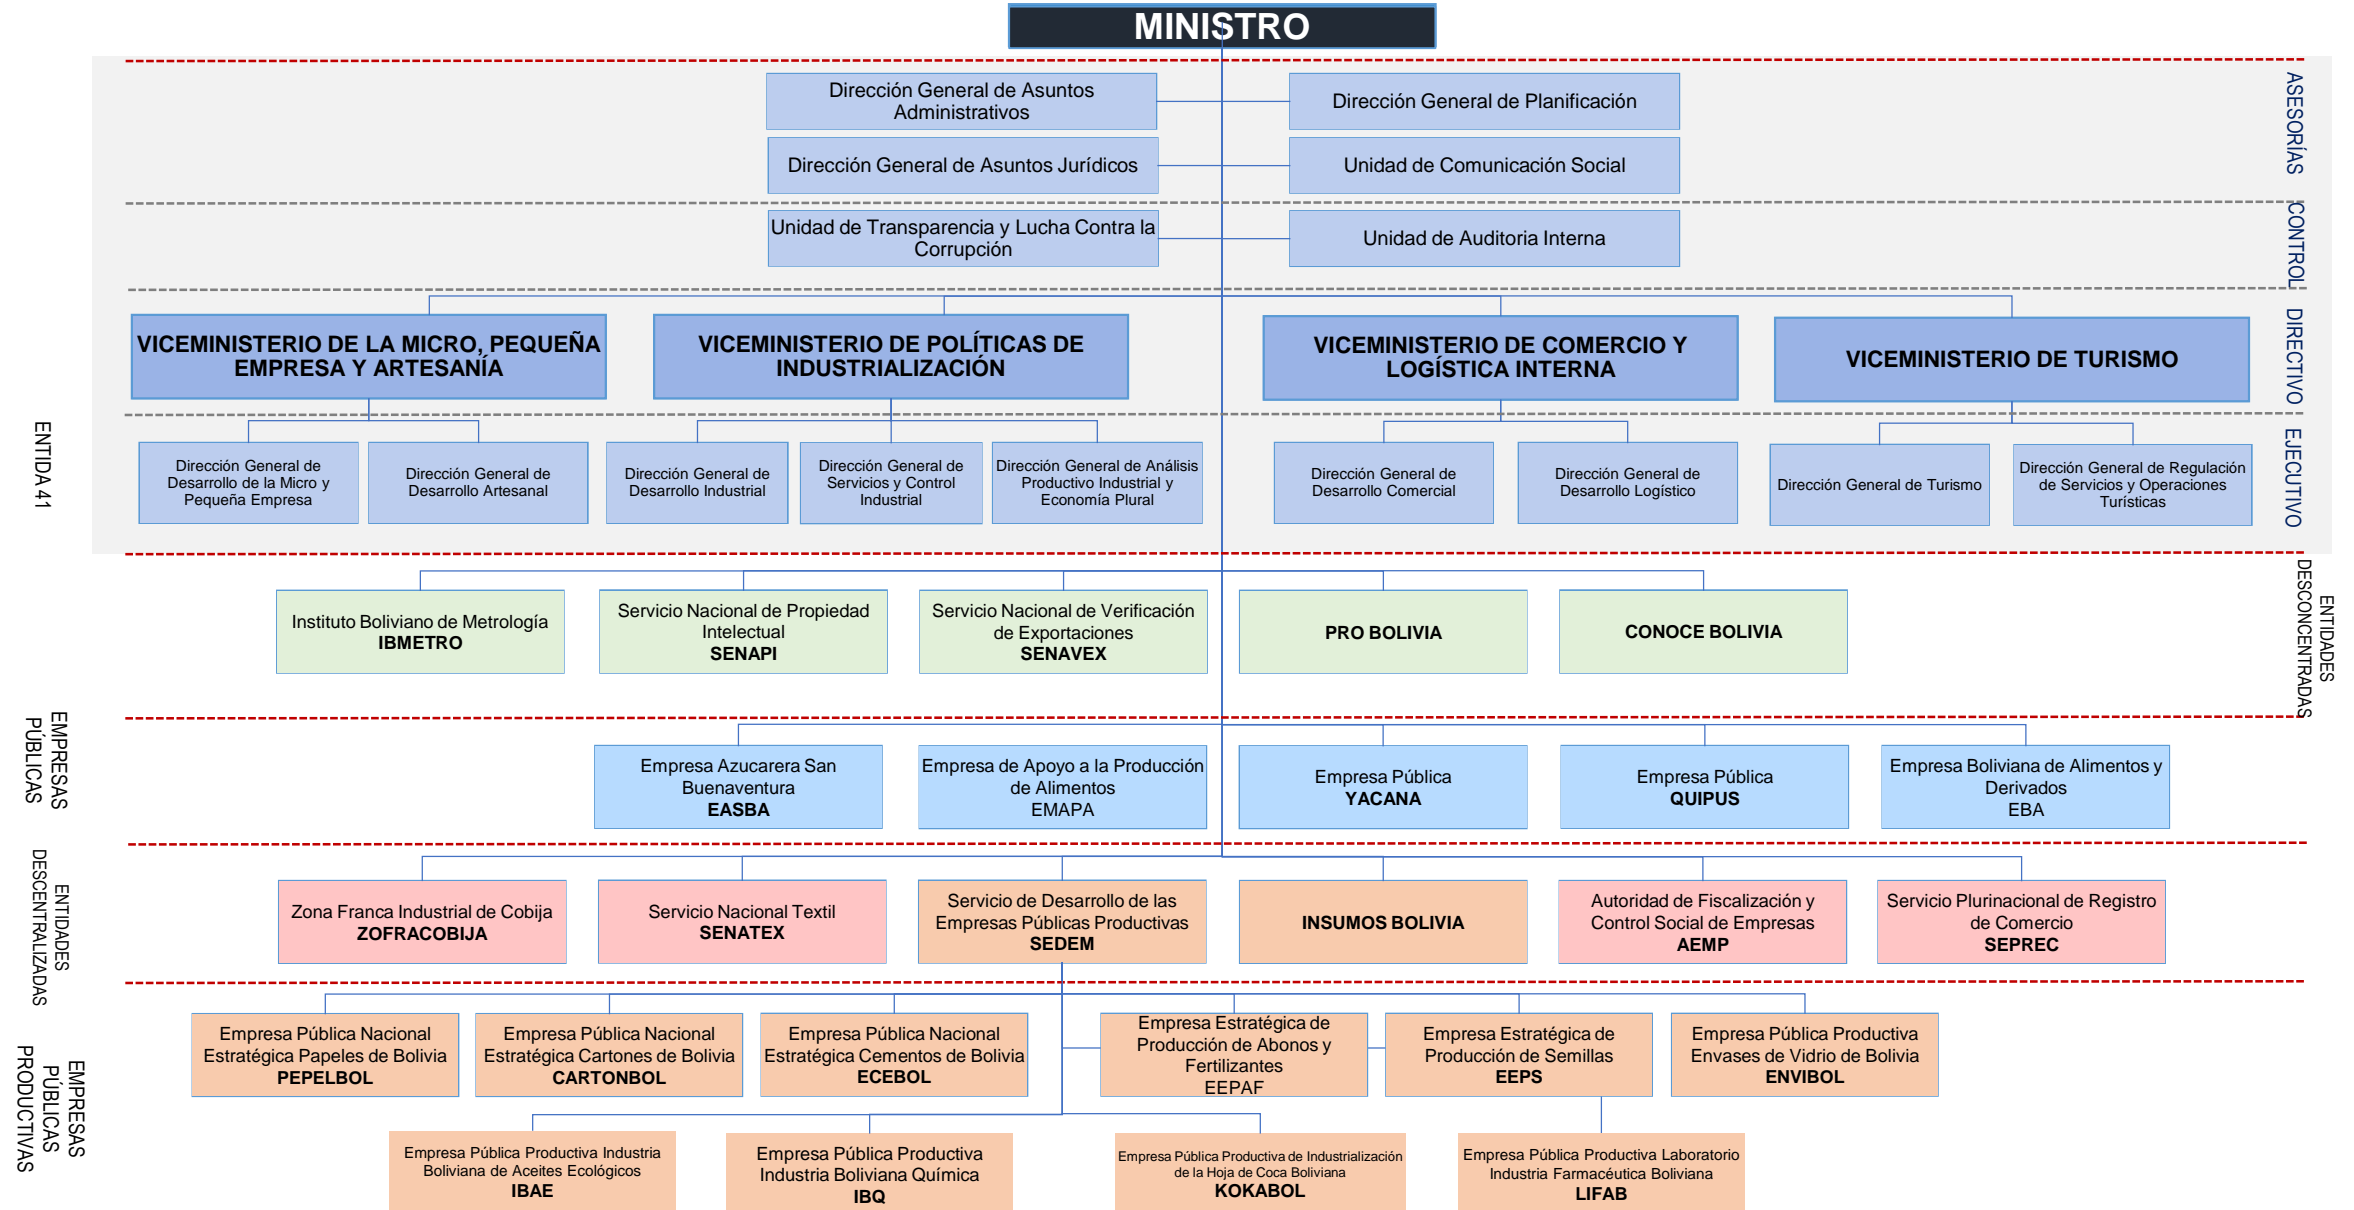 MINISTRO
Dirección General de Asuntos
Administrativos
Dirección General de Planificación
Dirección General de Asuntos Jurídicos
Unidad de Comunicación Social
ASESORÍAS
Unidad de Transparencia y Lucha Contra la
Corrupción
Unidad de Auditoria Interna
CONTROL
VICEMINISTERIO DE LA MICRO, PEQUEÑA
EMPRESA Y ARTESANÍA
VICEMINISTERIO DE POLÍTICAS DE
INDUSTRIALIZACIÓN
VICEMINISTERIO DE COMERCIO Y
LOGÍSTICA INTERNA
VICEMINISTERIO DE TURISMO
DIRECTIVO
ENTIDA 41
Dirección General de
Desarrollo de la Micro y
Pequeña Empresa
Dirección General de
Desarrollo Artesanal
Dirección General de
Desarrollo Industrial
Dirección General de
Servicios y Control
Industrial
Dirección General de Análisis
Productivo Industrial y
Economía Plural
Dirección General de
Desarrollo Comercial
Dirección General de
Desarrollo Logístico
Dirección General de Turismo
Dirección General de Regulación
de Servicios y Operaciones
Turísticas
EJECUTIVO
Instituto Boliviano de Metrología
IBMETRO
Servicio Nacional de Propiedad
Intelectual
SENAPI
Servicio Nacional de Verificación
de Exportaciones
SENAVEX
PRO BOLIVIA
CONOCE BOLIVIA
ENTIDADES
DESCONCENTRADAS
EMPRESAS
PÚBLICAS
Empresa Azucarera San
Buenaventura
EASBA
Empresa de Apoyo a la Producción
de Alimentos
EMAPA
Empresa Pública
YACANA
Empresa Pública
QUIPUS
Empresa Boliviana de Alimentos y
Derivados
EBA
ENTIDADES
DESCENTRALIZADAS
Zona Franca Industrial de Cobija
ZOFRACOBIJA
Servicio Nacional Textil
SENATEX
Servicio de Desarrollo de las
Empresas Públicas Productivas
SEDEM
INSUMOS BOLIVIA
Autoridad de Fiscalización y
Control Social de Empresas
AEMP
Servicio Plurinacional de Registro
de Comercio
SEPREC
EMPRESAS
PÚBLICAS
PRODUCTIVAS
Empresa Pública Nacional
Estratégica Papeles de Bolivia
PEPELBOL
Empresa Pública Nacional
Estratégica Cartones de Bolivia
CARTONBOL
Empresa Pública Nacional
Estratégica Cementos de Bolivia
ECEBOL
Empresa Estratégica de
Producción de Abonos y
Fertilizantes
EEPAF
Empresa Estratégica de
Producción de Semillas
EEPS
Empresa Pública Productiva
Envases de Vidrio de Bolivia
ENVIBOL
Empresa Pública Productiva Industria
Boliviana de Aceites Ecológicos
IBAE
Empresa Pública Productiva
Industria Boliviana Química
IBQ
Empresa Pública Productiva de Industrialización
de la Hoja de Coca Boliviana
KOKABOL
Empresa Pública Productiva Laboratorio
Industria Farmacéutica Boliviana
LIFAB